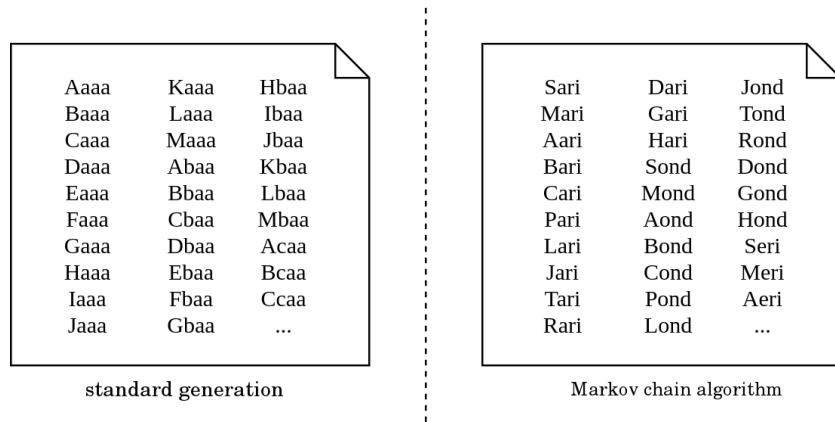 Aaaa Kaaa Hbaa
Baaa Laaa Ibaa
Caaa Maaa Jbaa
Daaa Abaa Kbaa
Eaaa Bbaa Lbaa
Faaa Cbaa Mbaa
Gaaa Dbaa Acaa
Haaa Ebaa Bcaa
Iaaa Fbaa Ccaa
Jaaa Gbaa ...
standard generation
Sari Dari Jond
Mari Gari Tond
Aari Hari Rond
Bari Sond Dond
Cari Mond Gond
Pari Aond Hond
Lari Bond Seri
Jari Cond Meri
Tari Pond Aeri
Rari Lond ...
Markov chain algorithm